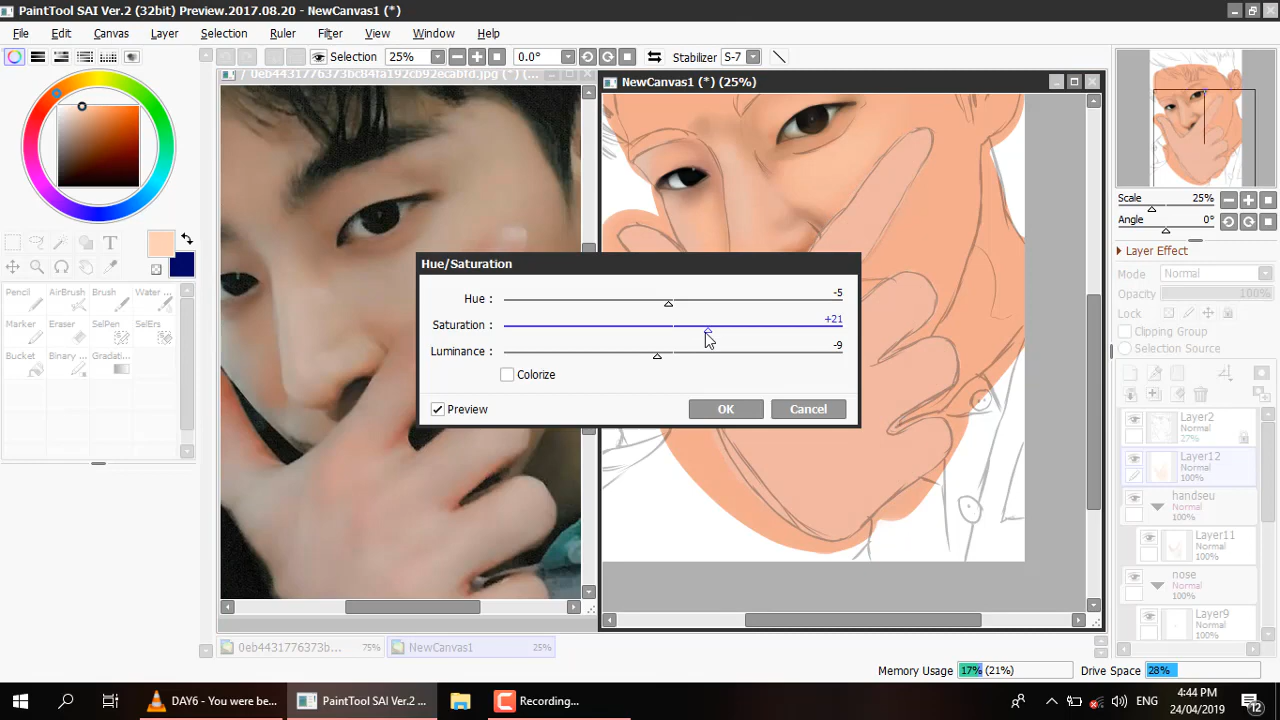 PaintTool SAI Ver.2 (32bit) Preview.2017.08.20 - NewCanvas1 (*)
File Edit Canvas Layer Selection Filter View Window Help
Selection 25% 0.0° Stabilizer S-7
/ 0eb4431776373bc84fa192cb92ecabfd.jpg (*) (...
NewCanvas1 (*) (25%)
T
Pencil AirBrush Brush Water ...
Marker Eraser SelPen SelErs
Bucket Binary ... Gradati...
Hue/Saturation
Hue : -5
Saturation : +21
Luminance : -9
Colorize
Preview
OK
Cancel
Scale 25%
Angle 0°
Layer Effect
Mode Normal
Opacity 100%
Lock
Clipping Group
Selection Source
Layer2
Normal
27%
Layer12
Normal
100%
handseu
Normal
100%
Layer11
Normal
100%
nose
Normal
100%
Layer9
Normal
100%
0eb4431776373b... 75%
NewCanvas1 25%
Memory Usage 17% (21%)
Drive Space 28%
DAY6 - You were be...
PaintTool SAI Ver.2 ...
Recording...
ENG
4:44 PM
24/04/2019
12